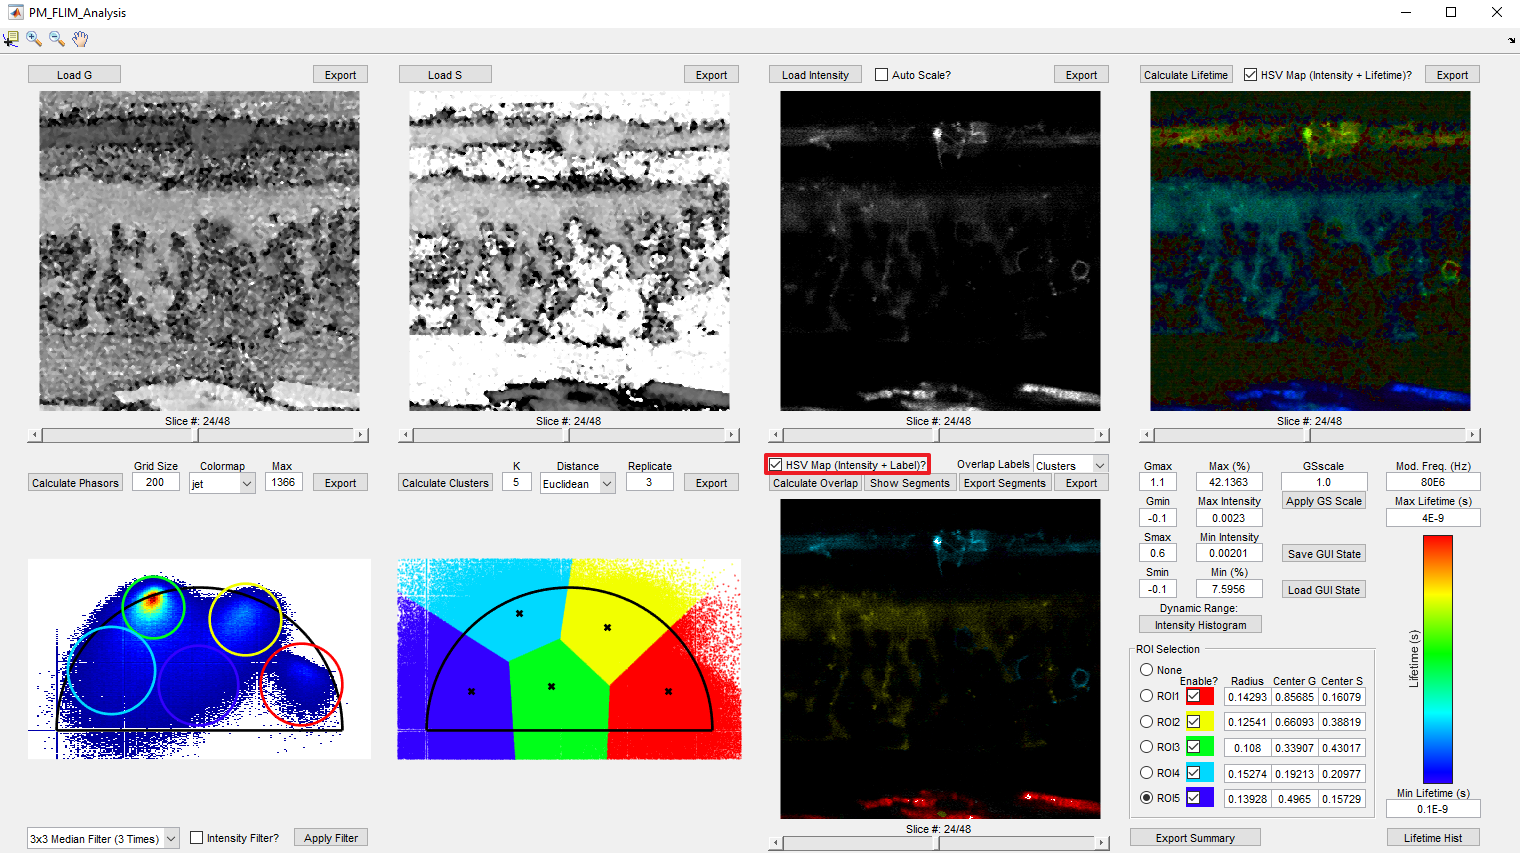 PM_FLIM_Analysis
Load G
Export
Load S
Export
Load Intensity
Auto Scale?
Export
Calculate Lifetime
HSV Map (Intensity + Lifetime)?
Export
Slice #: 24/48
Slice #: 24/48
Slice #: 24/48
Slice #: 24/48
Calculate Phasors
Grid Size
200
Colormap
jet
Max
1366
Export
Calculate Clusters
K
5
Distance
Euclidean
Replicate
3
Export
HSV Map (Intensity + Label)?
Overlap Labels
Clusters
Calculate Overlap
Show Segments
Export Segments
Export
Gmax
1.1
Max (%)
42.1363
GSscale
1.0
Mod. Freq. (Hz)
80E6
Gmin
-0.1
Max Intensity
0.0023
Apply GS Scale
Max Lifetime (s)
4E-9
Smax
0.6
Min Intensity
0.00201
Save GUI State
Smin
-0.1
Min (%)
7.5956
Load GUI State
Dynamic Range:
Intensity Histogram
Lifetime (s)
ROI Selection
None
Enable?
Radius
Center G
Center S
ROI1
0.14293
0.85685
0.16079
ROI2
0.12541
0.66093
0.38819
ROI3
0.108
0.33907
0.43017
ROI4
0.15274
0.19213
0.20977
ROI5
0.13928
0.4965
0.15729
Min Lifetime (s)
0.1E-9
3x3 Median Filter (3 Times)
Intensity Filter?
Apply Filter
Slice #: 24/48
Export Summary
Lifetime Hist